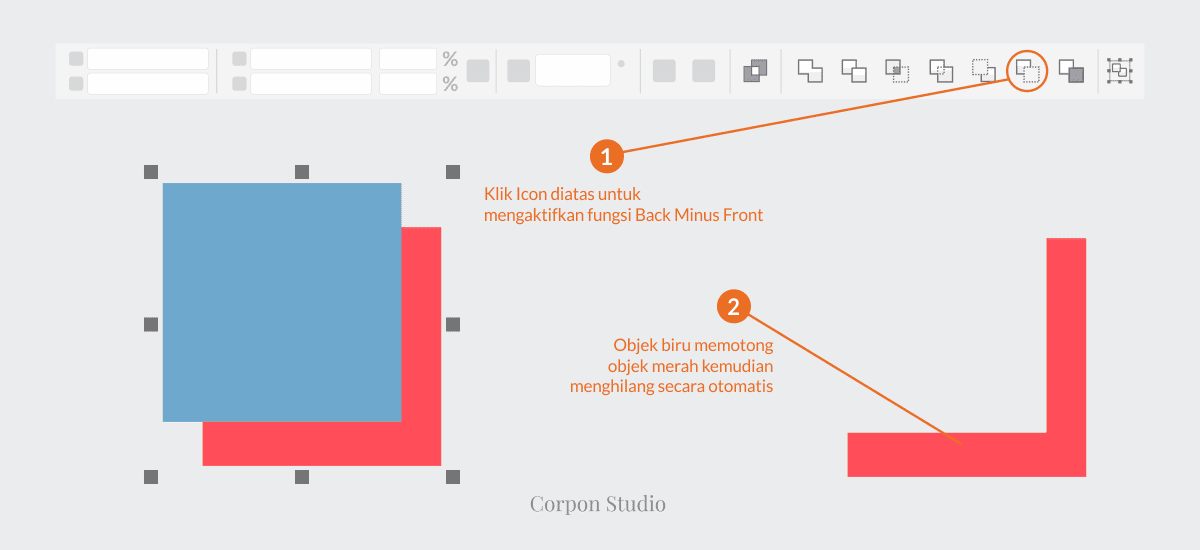 %
%
1
Klik Icon diatas untuk
mengaktifkan fungsi Back Minus Front
2
Objek biru memotong
objek merah kemudian
menghilang secara otomatis
Corpon Studio